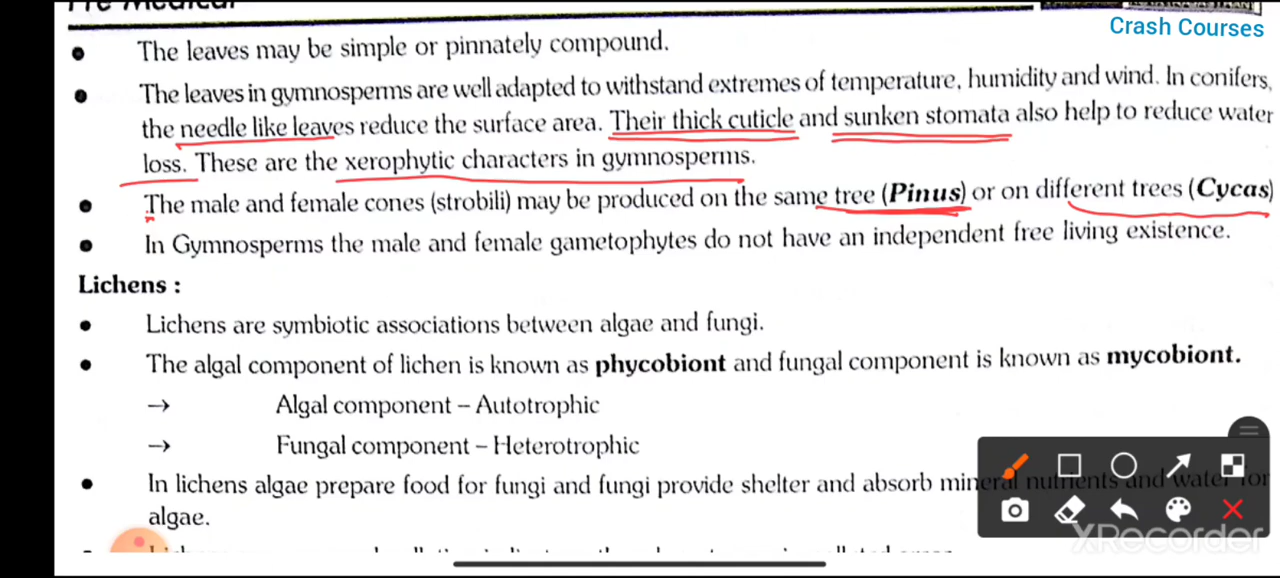 Pre-Medical
Crash Courses
• The leaves may be simple or pinnately compound.
• The leaves in gymnosperms are well adapted to withstand extremes of temperature, humidity and wind. In conifers,
the needle like leaves reduce the surface area. Their thick cuticle and sunken stomata also help to reduce water
loss. These are the xerophytic characters in gymnosperms.
• The male and female cones (strobili) may be produced on the same tree (Pinus) or on different trees (Cycas)
• In Gymnosperms the male and female gametophytes do not have an independent free living existence.
Lichens :
• Lichens are symbiotic associations between algae and fungi.
• The algal component of lichen is known as phycobiont and fungal component is known as mycobiont.
→ Algal component – Autotrophic
→ Fungal component – Heterotrophic
• In lichens algae prepare food for fungi and fungi provide shelter and absorb mineral nutrients and water for
algae.
XRecorder